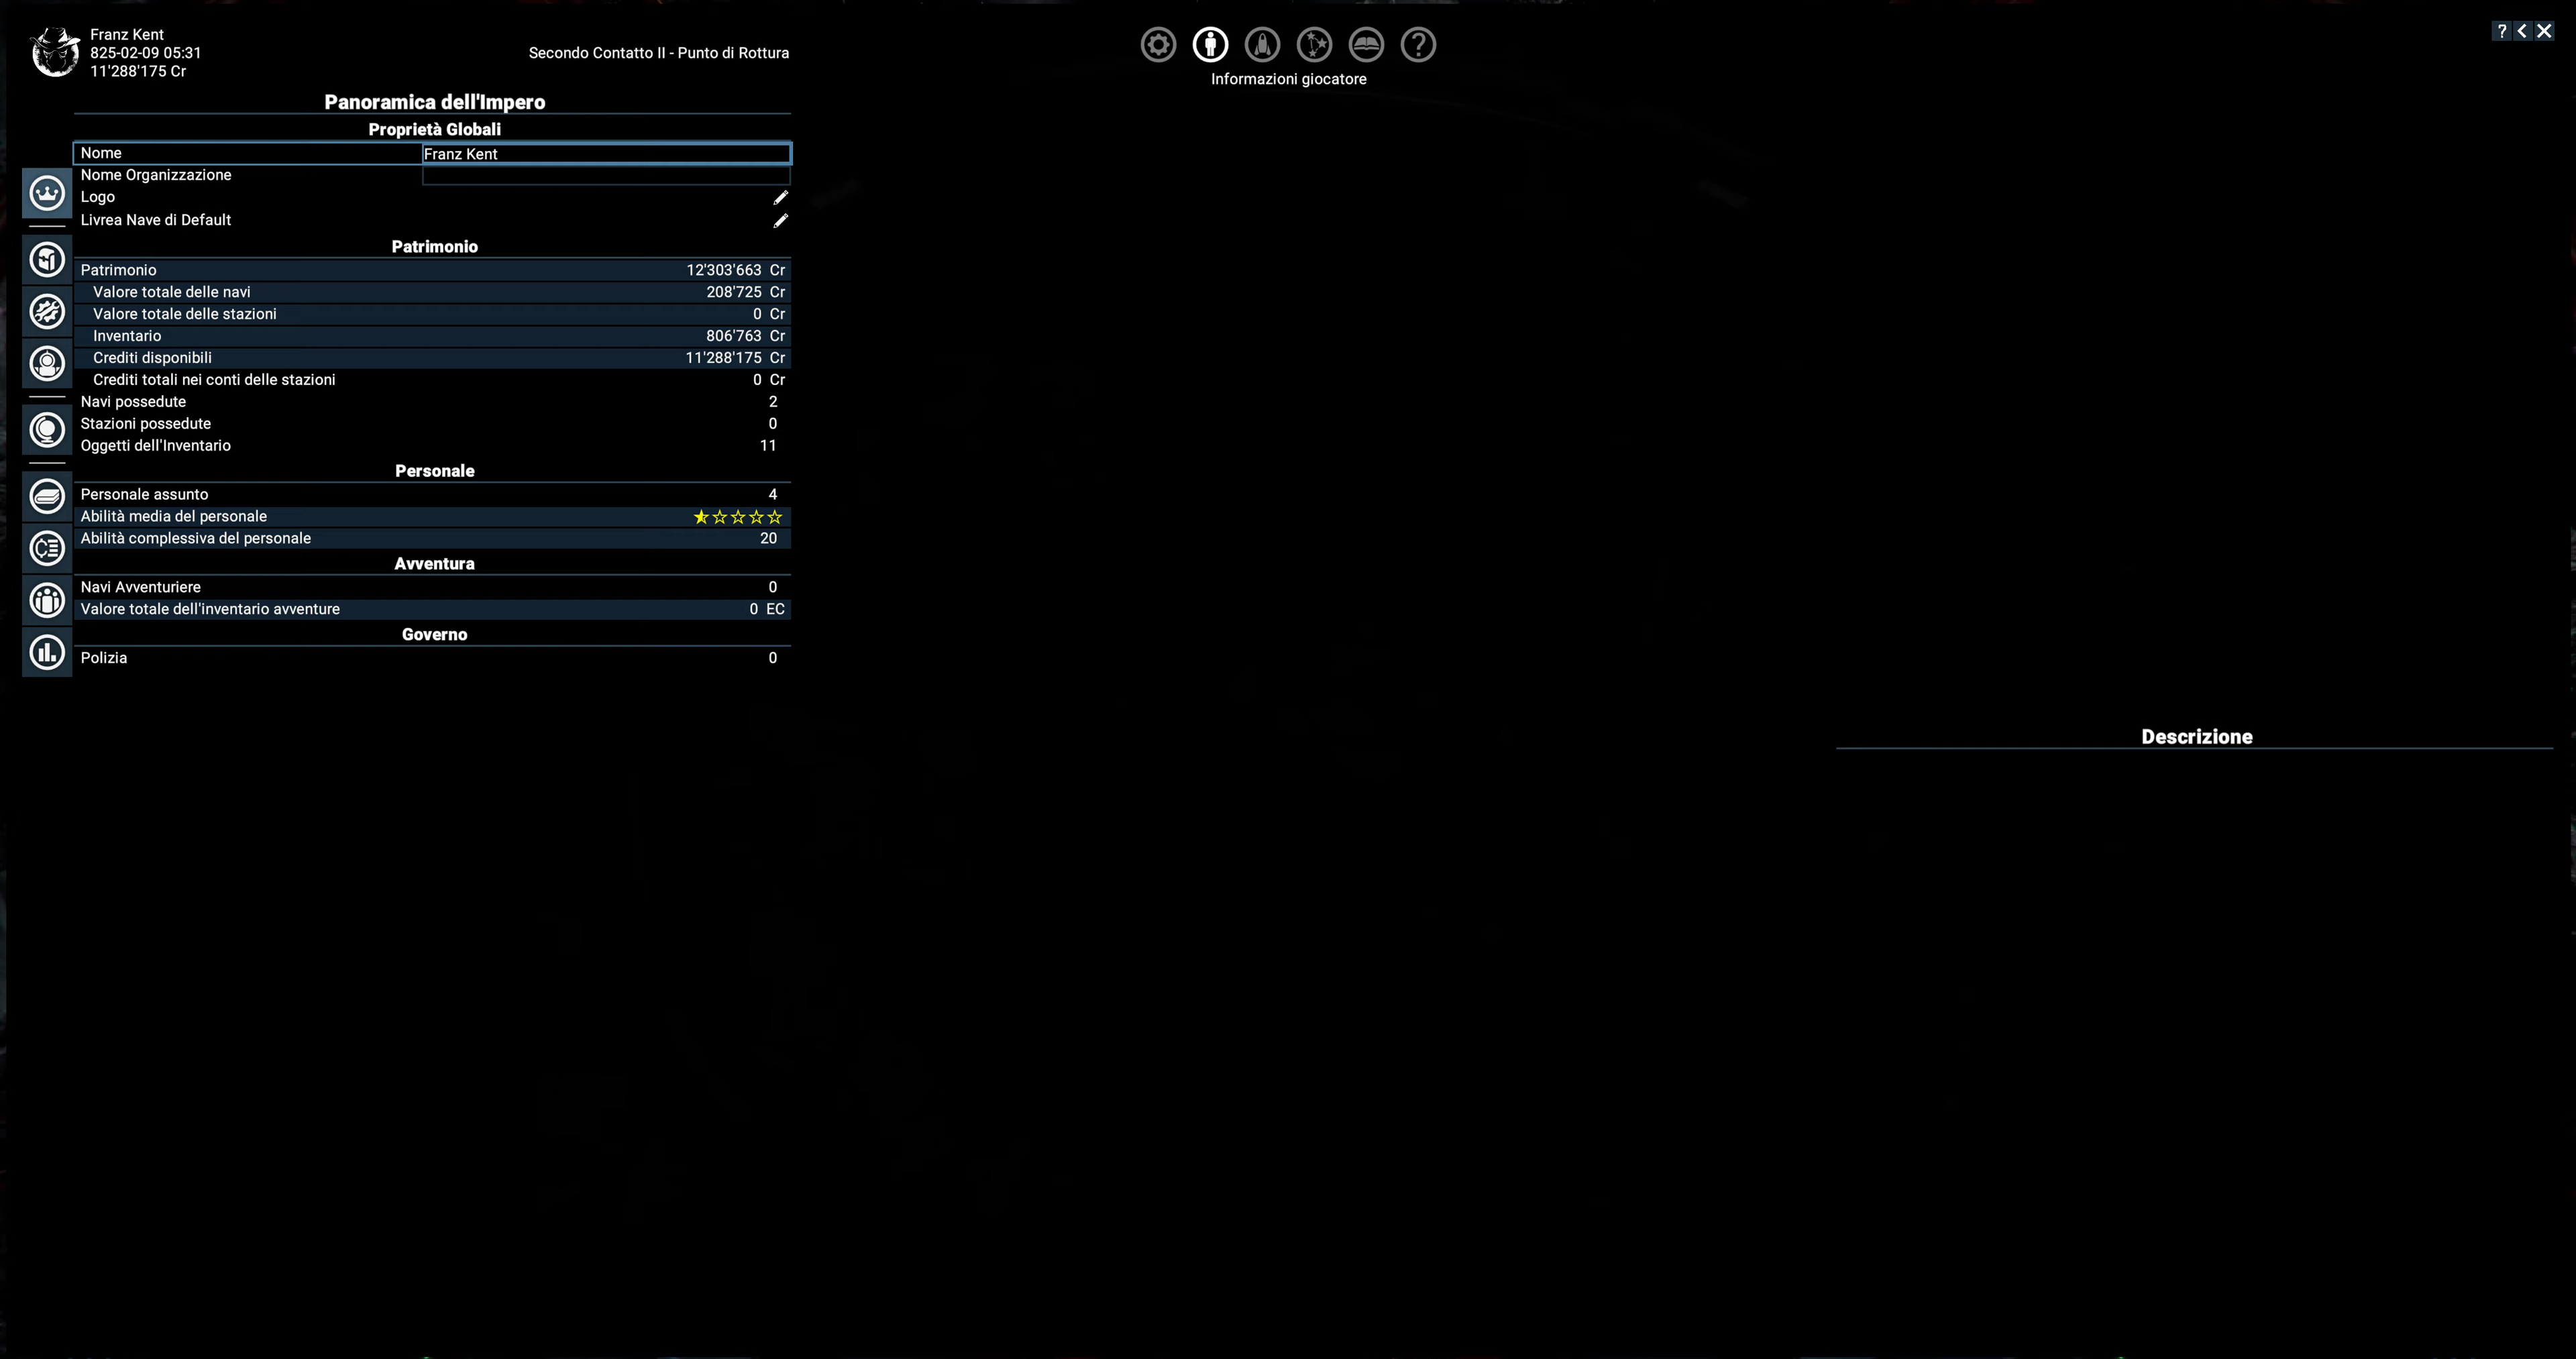 Franz Kent
825-02-09 05:31
11'288'175 Cr
Secondo Contatto II - Punto di Rottura
Informazioni giocatore
? < X
Panoramica dell'Impero
Proprietà Globali
Nome Franz Kent
Nome Organizzazione
Logo
Livrea Nave di Default
Patrimonio
Patrimonio 12'303'663 Cr
Valore totale delle navi 208'725 Cr
Valore totale delle stazioni 0 Cr
Inventario 806'763 Cr
Crediti disponibili 11'288'175 Cr
Crediti totali nei conti delle stazioni 0 Cr
Navi possedute 2
Stazioni possedute 0
Oggetti dell'Inventario 11
Personale
Personale assunto 4
Abilità media del personale
Abilità complessiva del personale 20
Avventura
Navi Avventuriere 0
Valore totale dell'inventario avventure 0 EC
Governo
Polizia 0
Descrizione